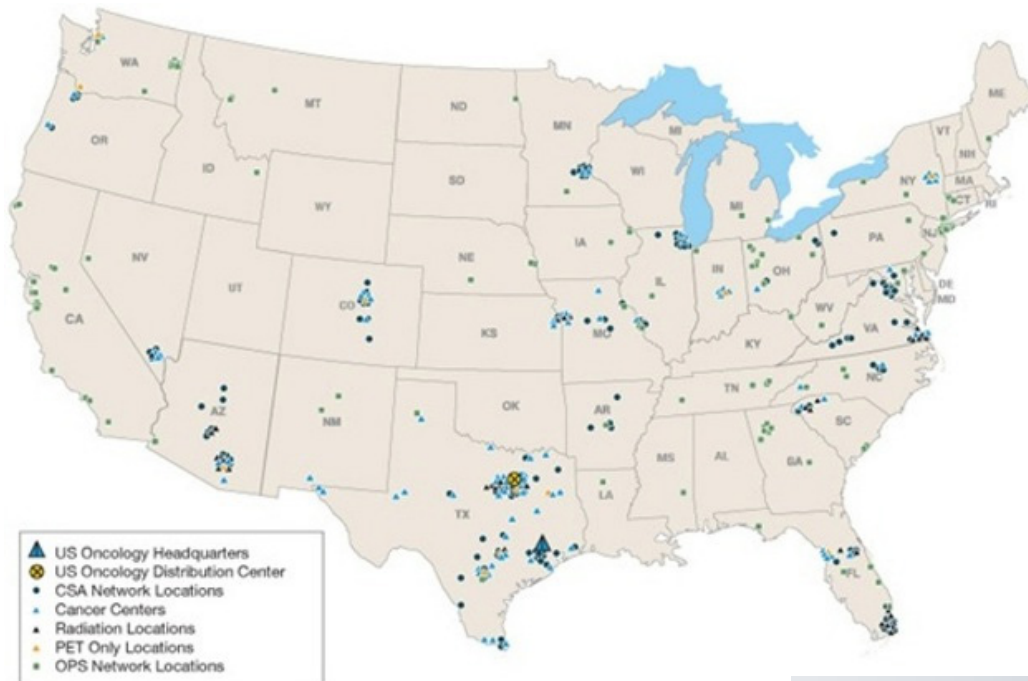 WA
MT
ND
MN
MI
ME
VT
NH
OR
ID
SD
WI
NY
MA
CT
RI
WY
MI
IA
PA
NJ
NV
NE
IL
IN
OH
UT
DE
MD
CO
WV
CA
KS
MO
VA
KY
AZ
NM
OK
AR
TN
NC
SC
MS
AL
GA
LA
TX
FL
US Oncology Headquarters
US Oncology Distribution Center
CSA Network Locations
Cancer Centers
Radiation Locations
PET Only Locations
OPS Network Locations